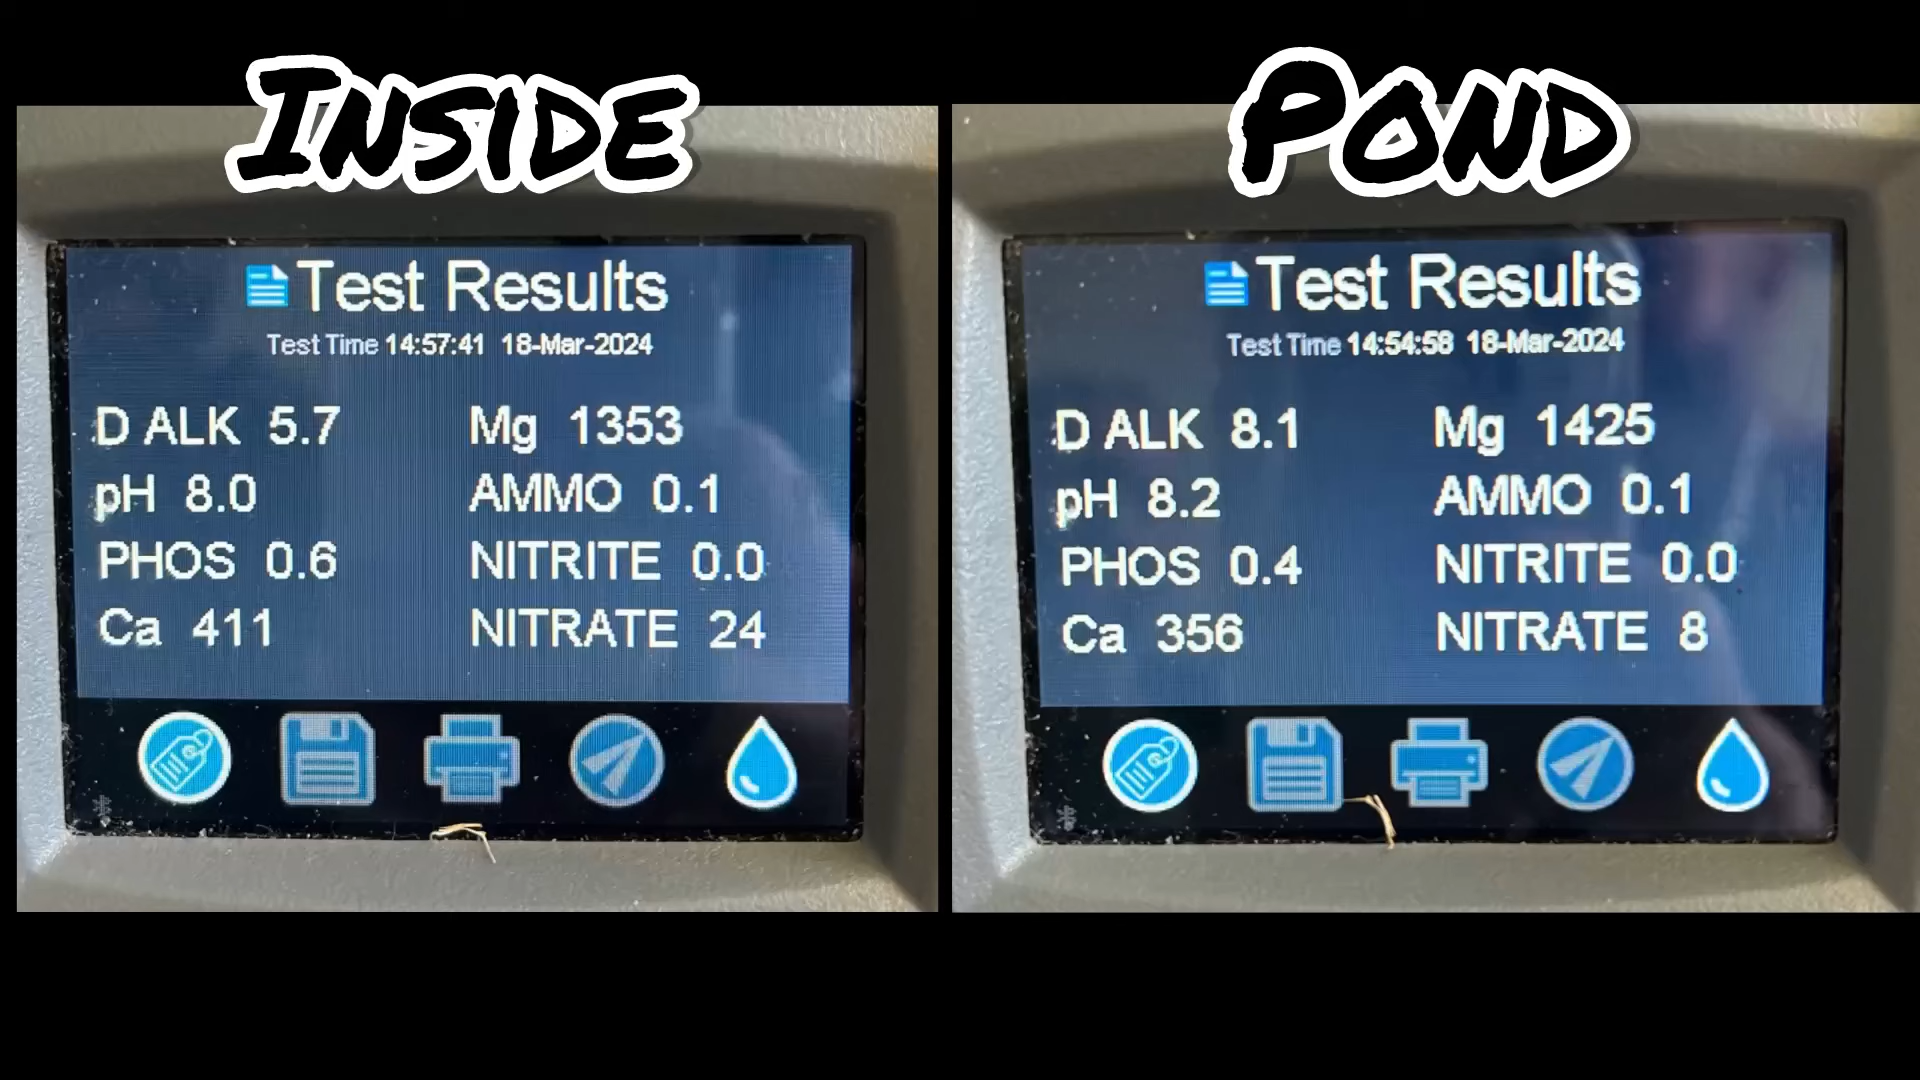 INSIDE
Test Results
Test Time 14:57:41 18-Mar-2024
D ALK 5.7 Mg 1353
pH 8.0 AMMO 0.1
PHOS 0.6 NITRITE 0.0
Ca 411 NITRATE 24
POND
Test Results
Test Time 14:54:58 18-Mar-2024
D ALK 8.1 Mg 1425
pH 8.2 AMMO 0.1
PHOS 0.4 NITRITE 0.0
Ca 356 NITRATE 8